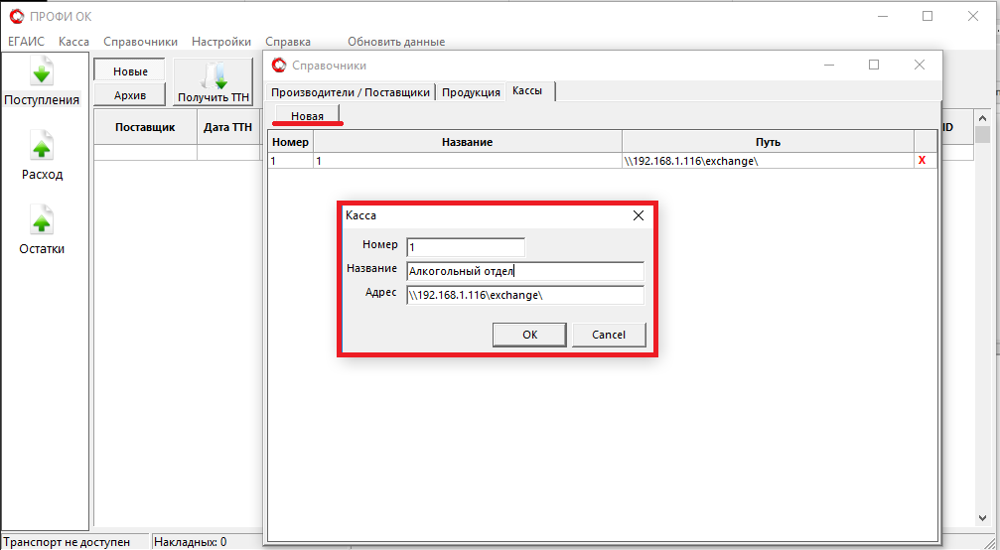 ПРОФИ ОК
ЕГАИС Касса Справочники Настройки Справка Обновить данные
Поступления
Расход
Остатки
Новые
Архив
Получить ТТН
Поставщик Дата ТТН ID
Справочники
Производители / Поставщики Продукция Кассы
Новая
Номер Название Путь
1 1 \\192.168.1.116\exchange\ X
Касса
Номер 1
Название Алкогольный отдел
Адрес \\192.168.1.116\exchange\
OK Cancel
Транспорт не доступен Накладных: 0